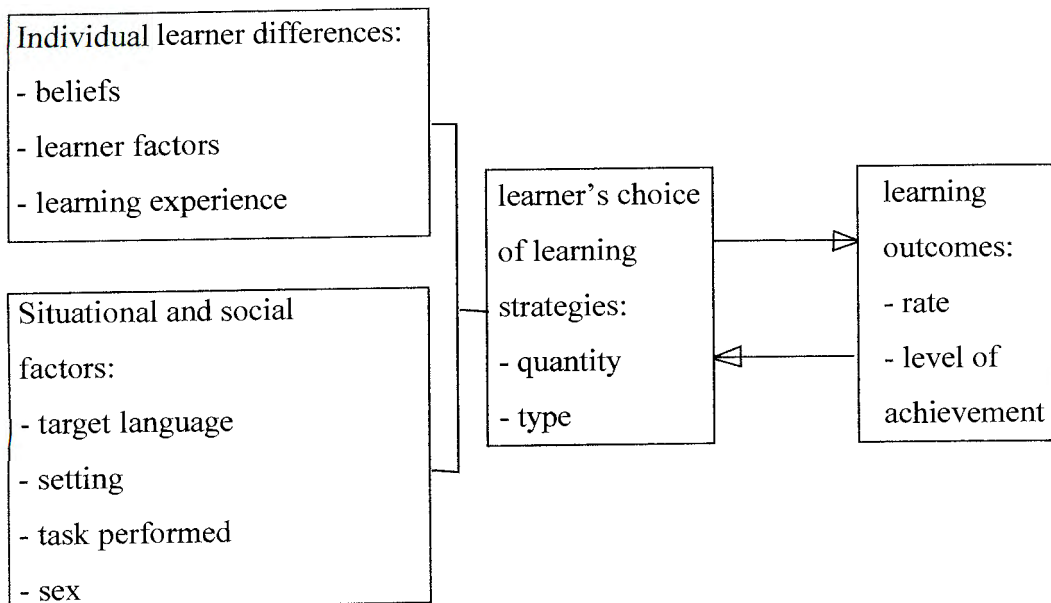 Individual learner differences:
- beliefs
- learner factors
- learning experience
Situational and social
factors:
- target language
- setting
- task performed
- sex
learner's choice
of learning
strategies:
- quantity
- type
learning
outcomes:
- rate
- level of
achievement